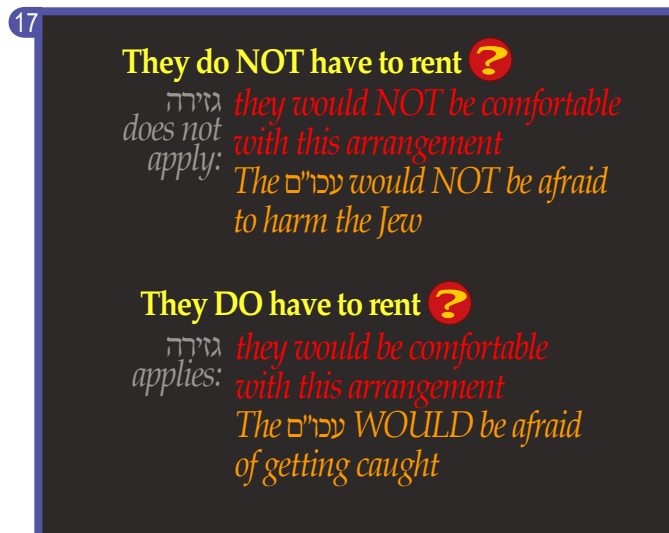 17
They do NOT have to rent ?
גזירה they would NOT be comfortable
does not with this arrangement
apply: The עכו"ם would NOT be afraid
to harm the Jew
They DO have to rent ?
גזירה they would be comfortable
applies: with this arrangement
The עכו"ם WOULD be afraid
of getting caught